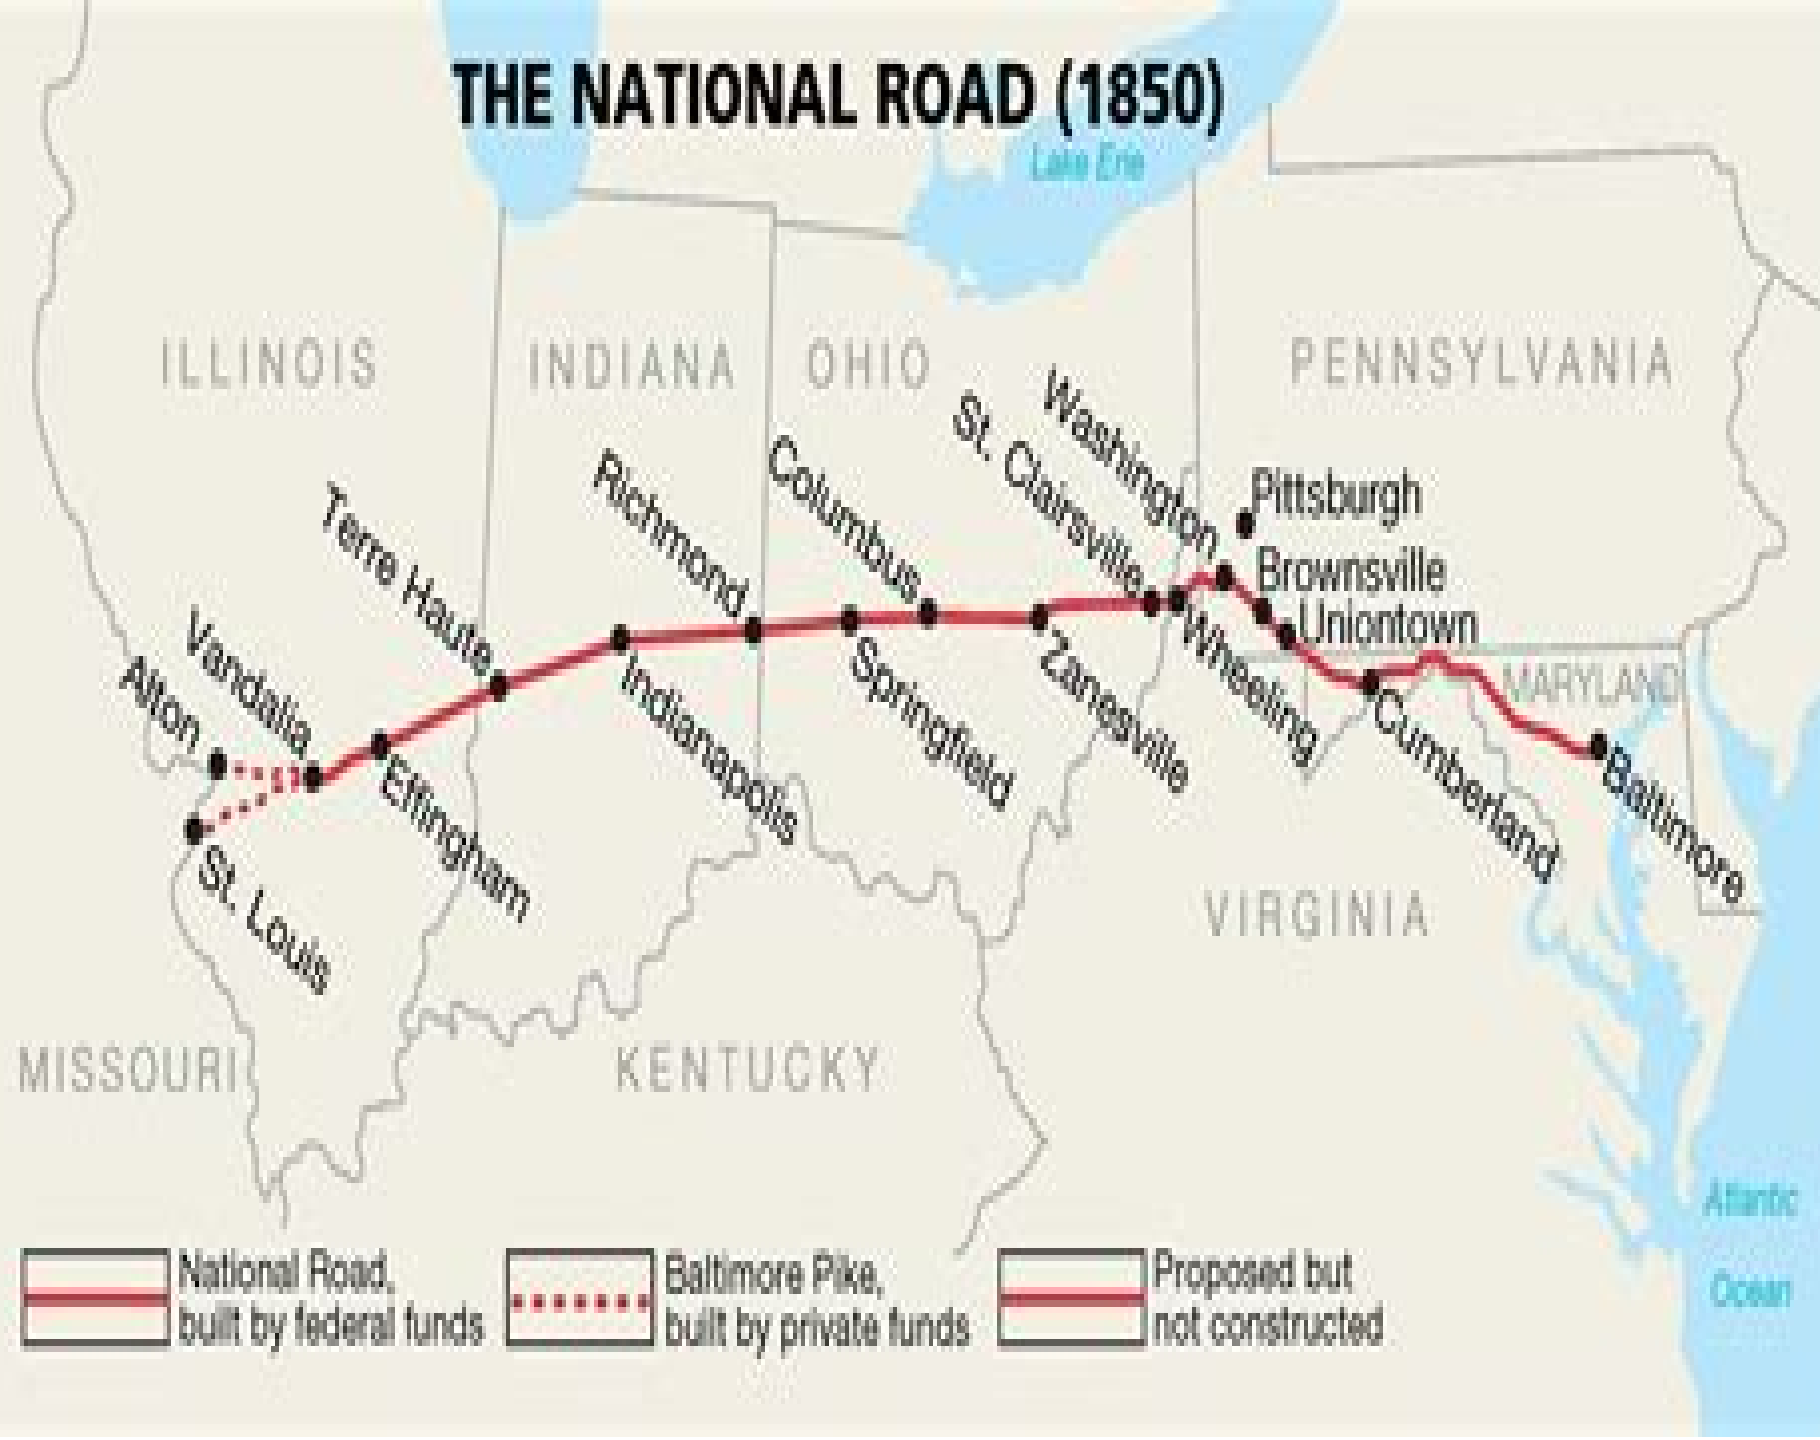 THE NATIONAL ROAD (1850)
Lake Erie
ILLINOIS
INDIANA
OHIO
PENNSYLVANIA
Washington
St. Clairsville
Columbus
Richmond
Terre Haute
Pittsburgh
Brownsville
Uniontown
Vandalia
Alton
MARYLAND
Wheeling
Zanesville
Springfield
Indianapolis
Effingham
St. Louis
Cumberland
Baltimore
VIRGINIA
MISSOURI
KENTUCKY
Atlantic
Ocean
National Road,
built by federal funds
Baltimore Pike,
built by private funds
Proposed but
not constructed